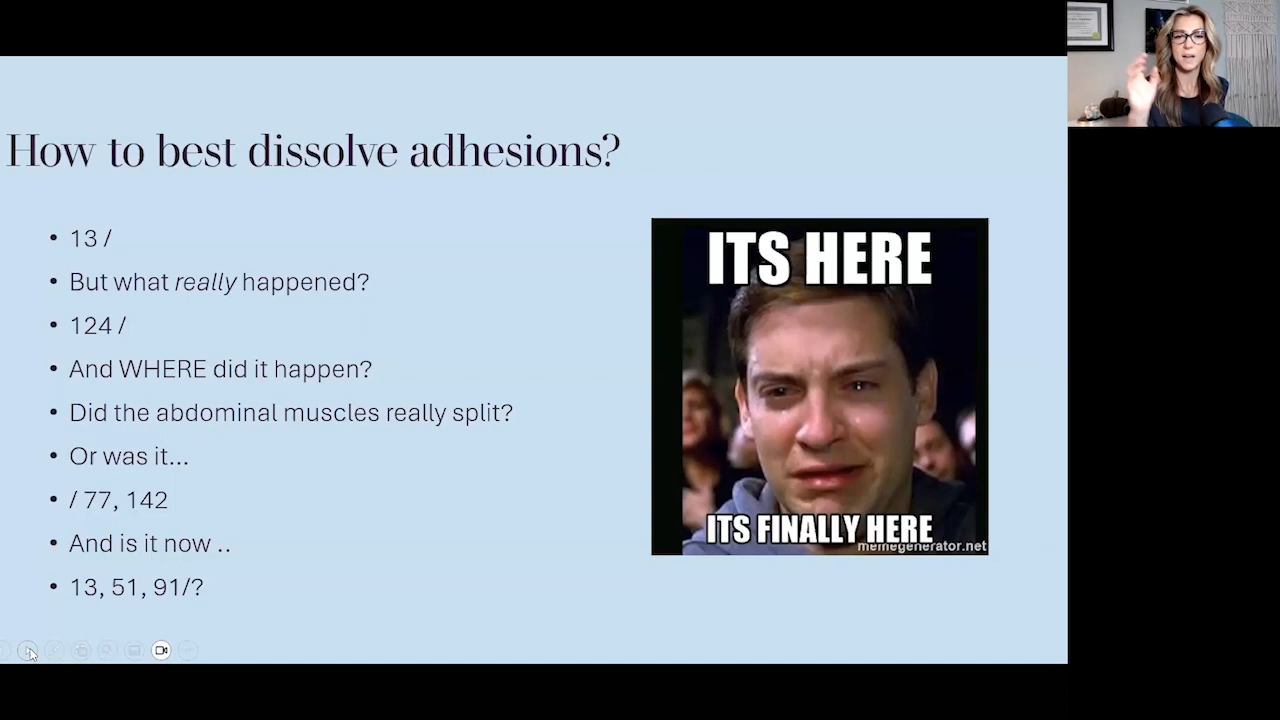 How to best dissolve adhesions?
• 13 /
• But what really happened?
• 124 /
• And WHERE did it happen?
• Did the abdominal muscles really split?
• Or was it...
• / 77, 142
• And is it now ..
• 13, 51, 91/?
ITS HERE
ITS FINALLY HERE
memegenerator.net